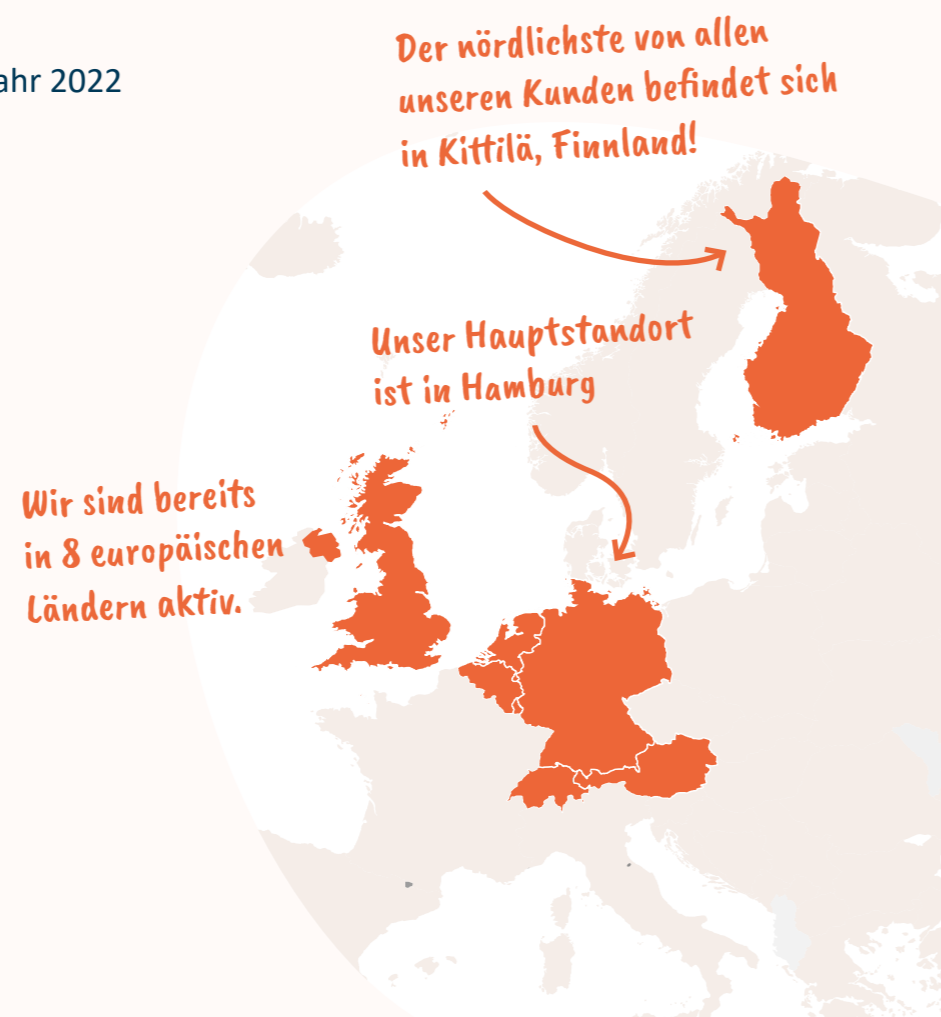 ahr 2022
Der nördlichste von allen
unseren Kunden befindet sich
in Kittilä, Finnland!
Unser Hauptstandort
ist in Hamburg
Wir sind bereits
in 8 europäischen
Ländern aktiv.